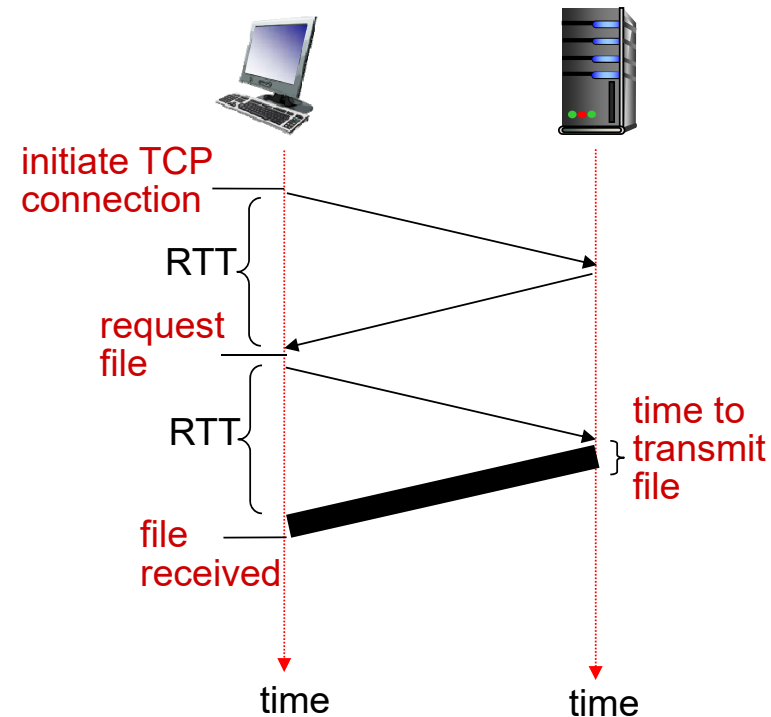 initiate TCP
connection
RTT
request
file
RTT
time to
transmit
file
file
received
time
time